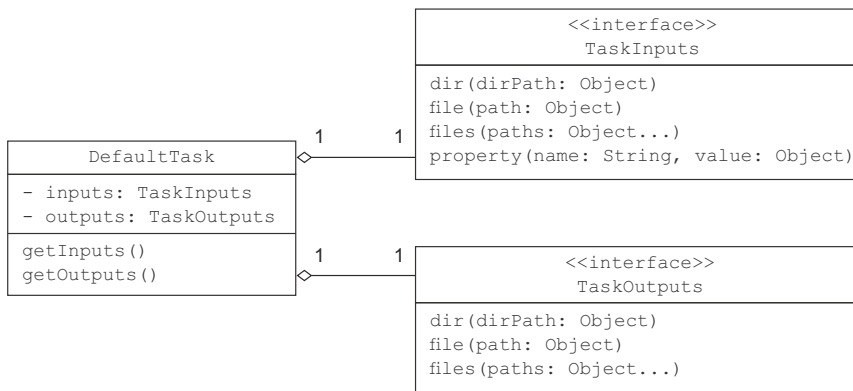 <<interface>>
TaskInputs
dir(dirPath: Object)
file(path: Object)
files(paths: Object...)
property(name: String, value: Object)
1
1
DefaultTask
- inputs: TaskInputs
- outputs: TaskOutputs
getInputs()
getOutputs()
1
1
<<interface>>
TaskOutputs
dir(dirPath: Object)
file(path: Object)
files(paths: Object...)